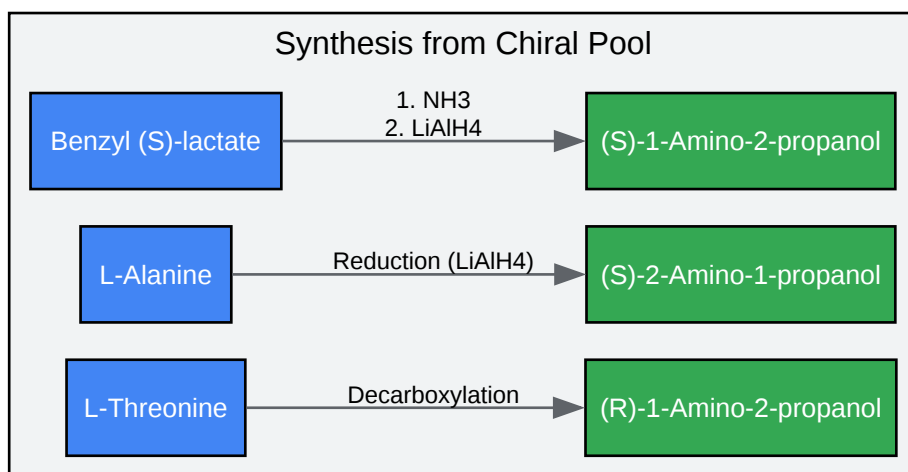 Synthesis from Chiral Pool
1. NH3
2. LiAlH4
Benzyl (S)-lactate
(S)-1-Amino-2-propanol
L-Alanine
Reduction (LiAlH4)
(S)-2-Amino-1-propanol
L-Threonine
Decarboxylation
(R)-1-Amino-2-propanol